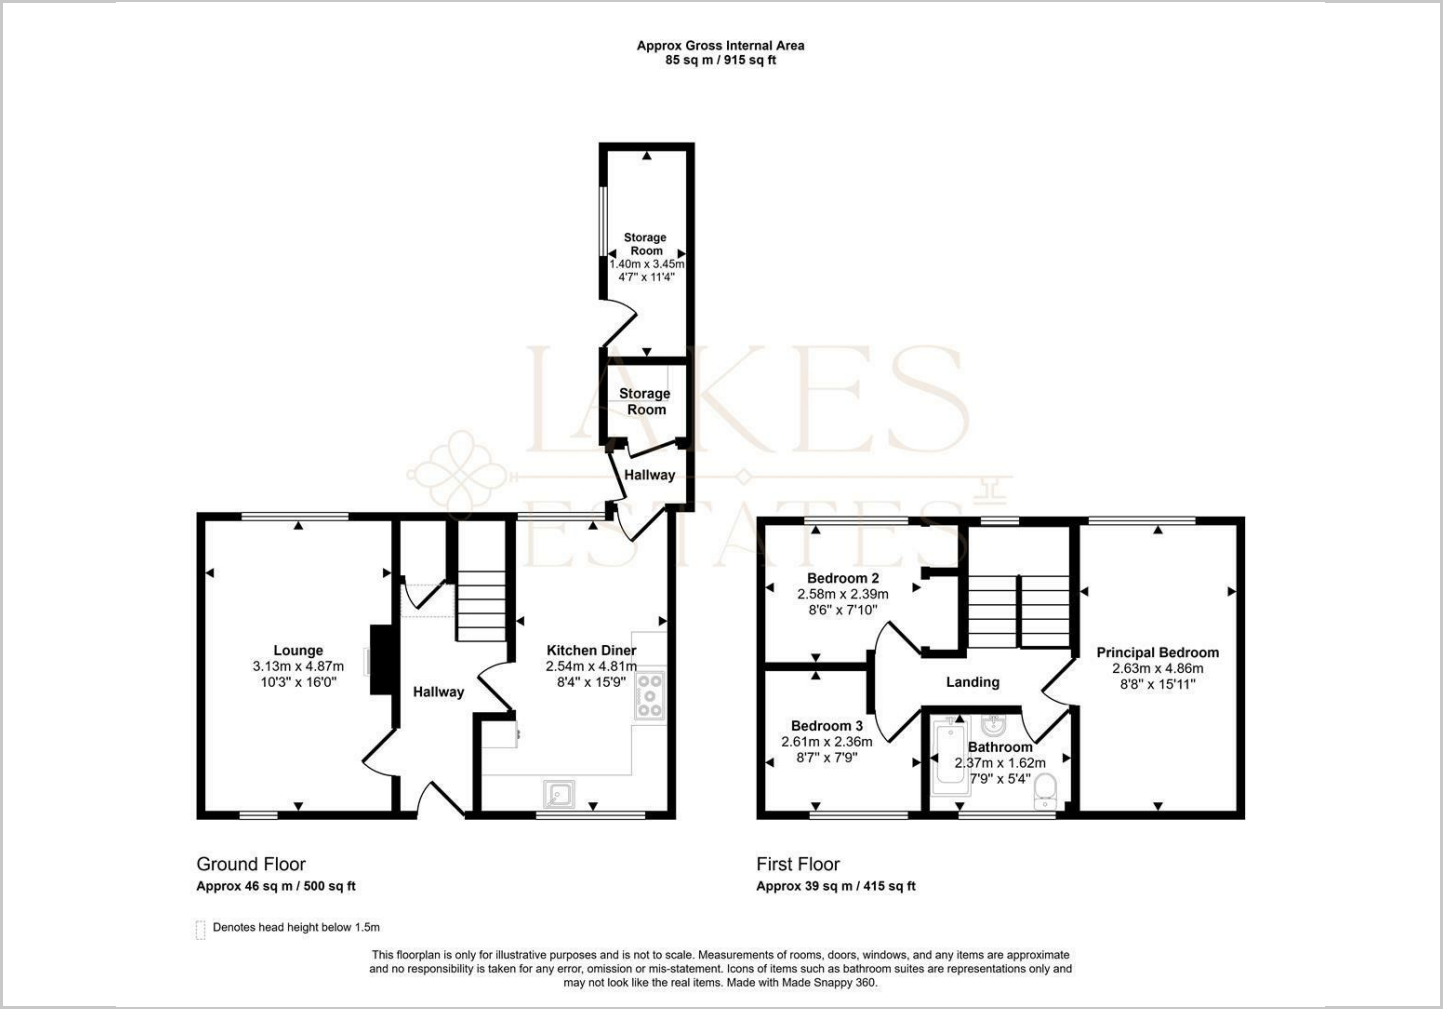 Approx Gross Internal Area
85 sq m / 915 sq ft
Storage
Room
1.40m x 3.45m
4'7" x 11'4"
LAKES
ESTATES
Storage
Room
Hallway
Lounge
3.13m x 4.87m
10'3" x 16'0"
Hallway
Kitchen Diner
2.54m x 4.81m
8'4" x 15'9"
Bedroom 2
2.58m x 2.39m
8'6" x 7'10"
Principal Bedroom
2.63m x 4.86m
8'8" x 15'11"
Landing
Bedroom 3
2.61m x 2.36m
8'7" x 7'9"
Bathroom
2.37m x 1.62m
7'9" x 5'4"
Ground Floor
Approx 46 sq m / 500 sq ft
First Floor
Approx 39 sq m / 415 sq ft
Denotes head height below 1.5m
This floorplan is only for illustrative purposes and is not to scale. Measurements of rooms, doors, windows, and any items are approximate
and no responsibility is taken for any error, omission or mis-statement. Icons of items such as bathroom suites are representations only and
may not look like the real items. Made with Made Snappy 360.